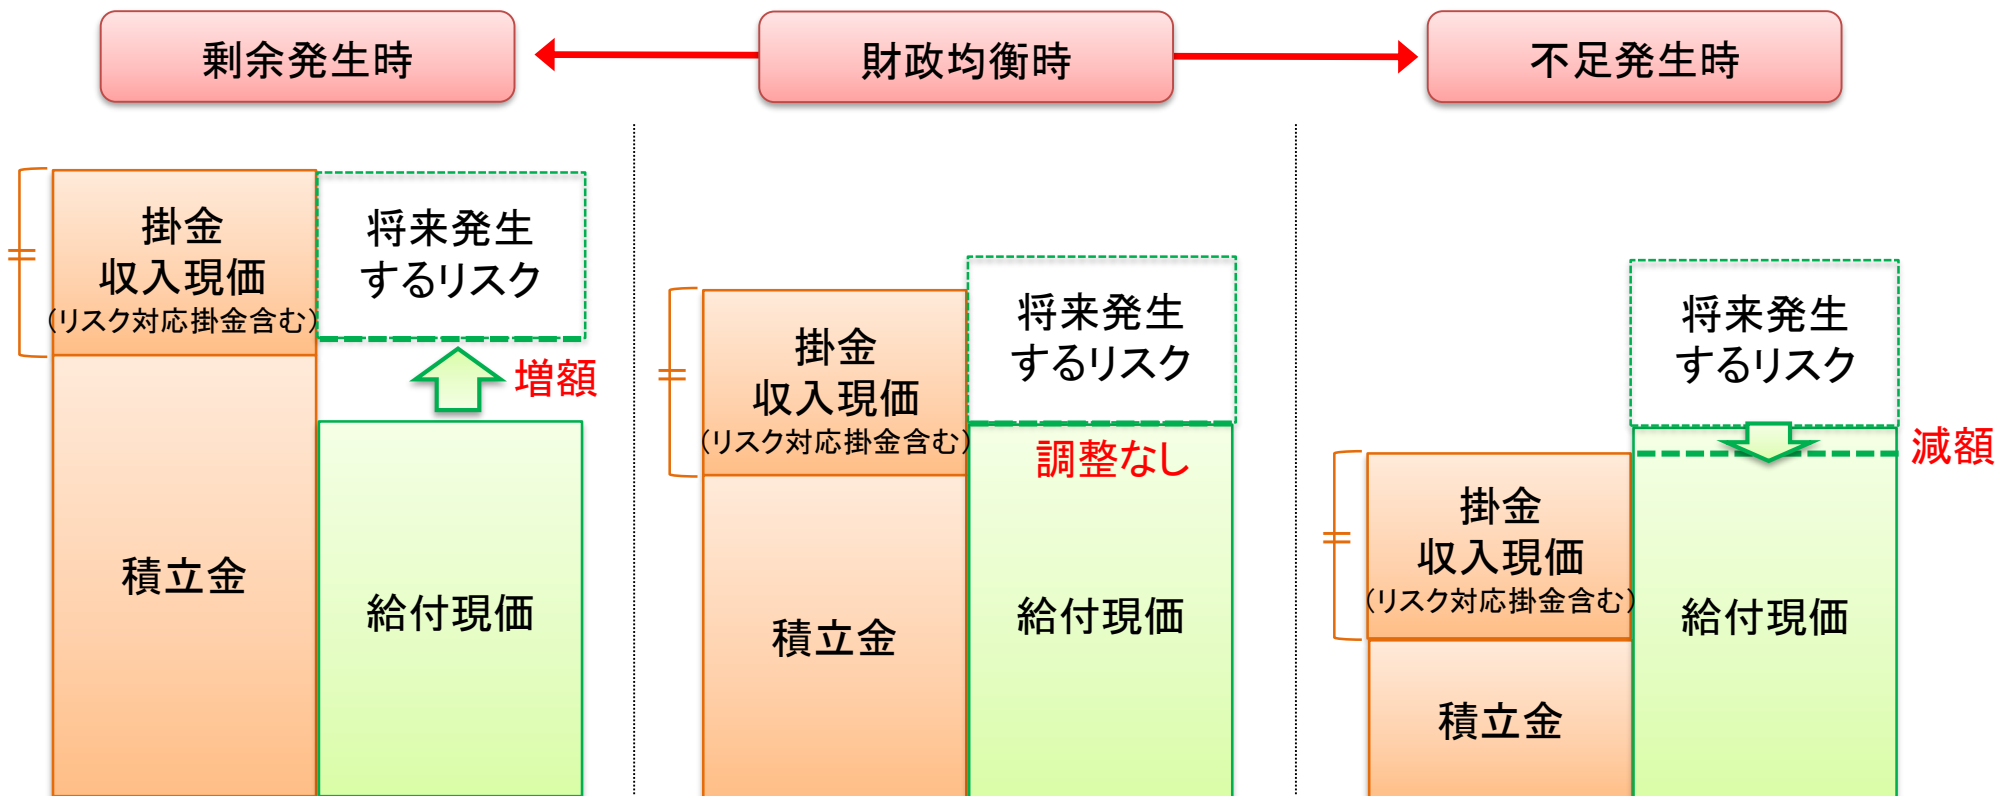 剰余発生時
財政均衡時
不足発生時
掛金
収入現価
(リスク対応掛金含む)
将来発生
するリスク
増額
積立金
給付現価
掛金
収入現価
(リスク対応掛金含む)
将来発生
するリスク
調整なし
積立金
給付現価
将来発生
するリスク
減額
掛金
収入現価
(リスク対応掛金含む)
給付現価
積立金